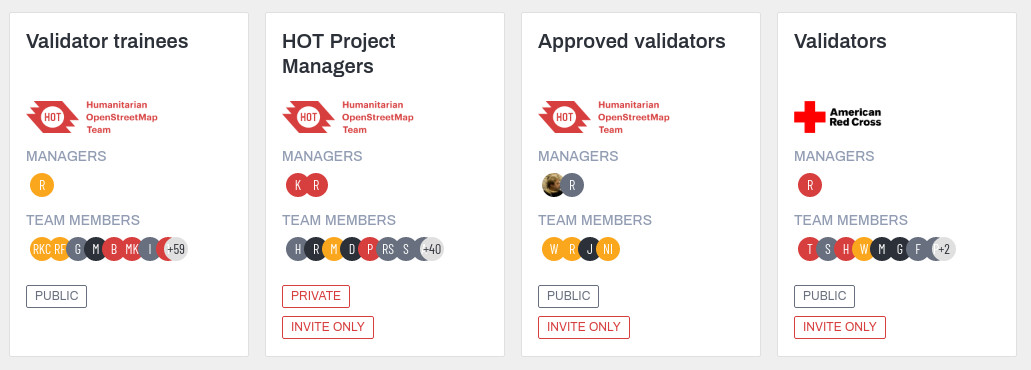 Validator trainees
HOT
Humanitarian
OpenStreetMap
Team
MANAGERS
R
TEAM MEMBERS
RKC RF G M B MK I +59
PUBLIC
HOT Project
Managers
HOT
Humanitarian
OpenStreetMap
Team
MANAGERS
K R
TEAM MEMBERS
H R M D P RS S +40
PRIVATE
INVITE ONLY
Approved validators
HOT
Humanitarian
OpenStreetMap
Team
MANAGERS
R
TEAM MEMBERS
W R J NI
PUBLIC
INVITE ONLY
Validators
American
Red Cross
MANAGERS
R
TEAM MEMBERS
T S H W M G F +2
PUBLIC
INVITE ONLY